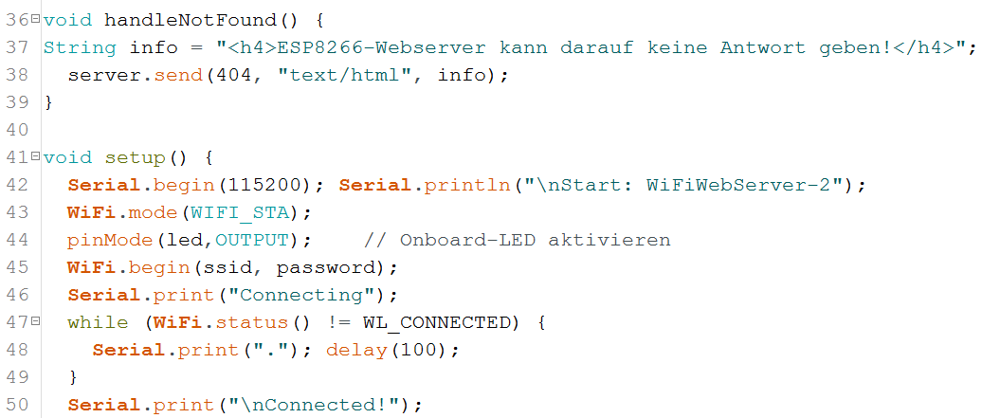 36 void handleNotFound() {
37 String info = "<h4>ESP8266-Webserver kann darauf keine Antwort geben!</h4>";
38   server.send(404, "text/html", info);
39 }
40
41 void setup() {
42   Serial.begin(115200); Serial.println("\nStart: WiFiWebServer-2");
43   WiFi.mode(WIFI_STA);
44   pinMode(led,OUTPUT);    // Onboard-LED aktivieren
45   WiFi.begin(ssid, password);
46   Serial.print("Connecting");
47   while (WiFi.status() != WL_CONNECTED) {
48     Serial.print("."); delay(100);
49   }
50   Serial.print("\nConnected!");